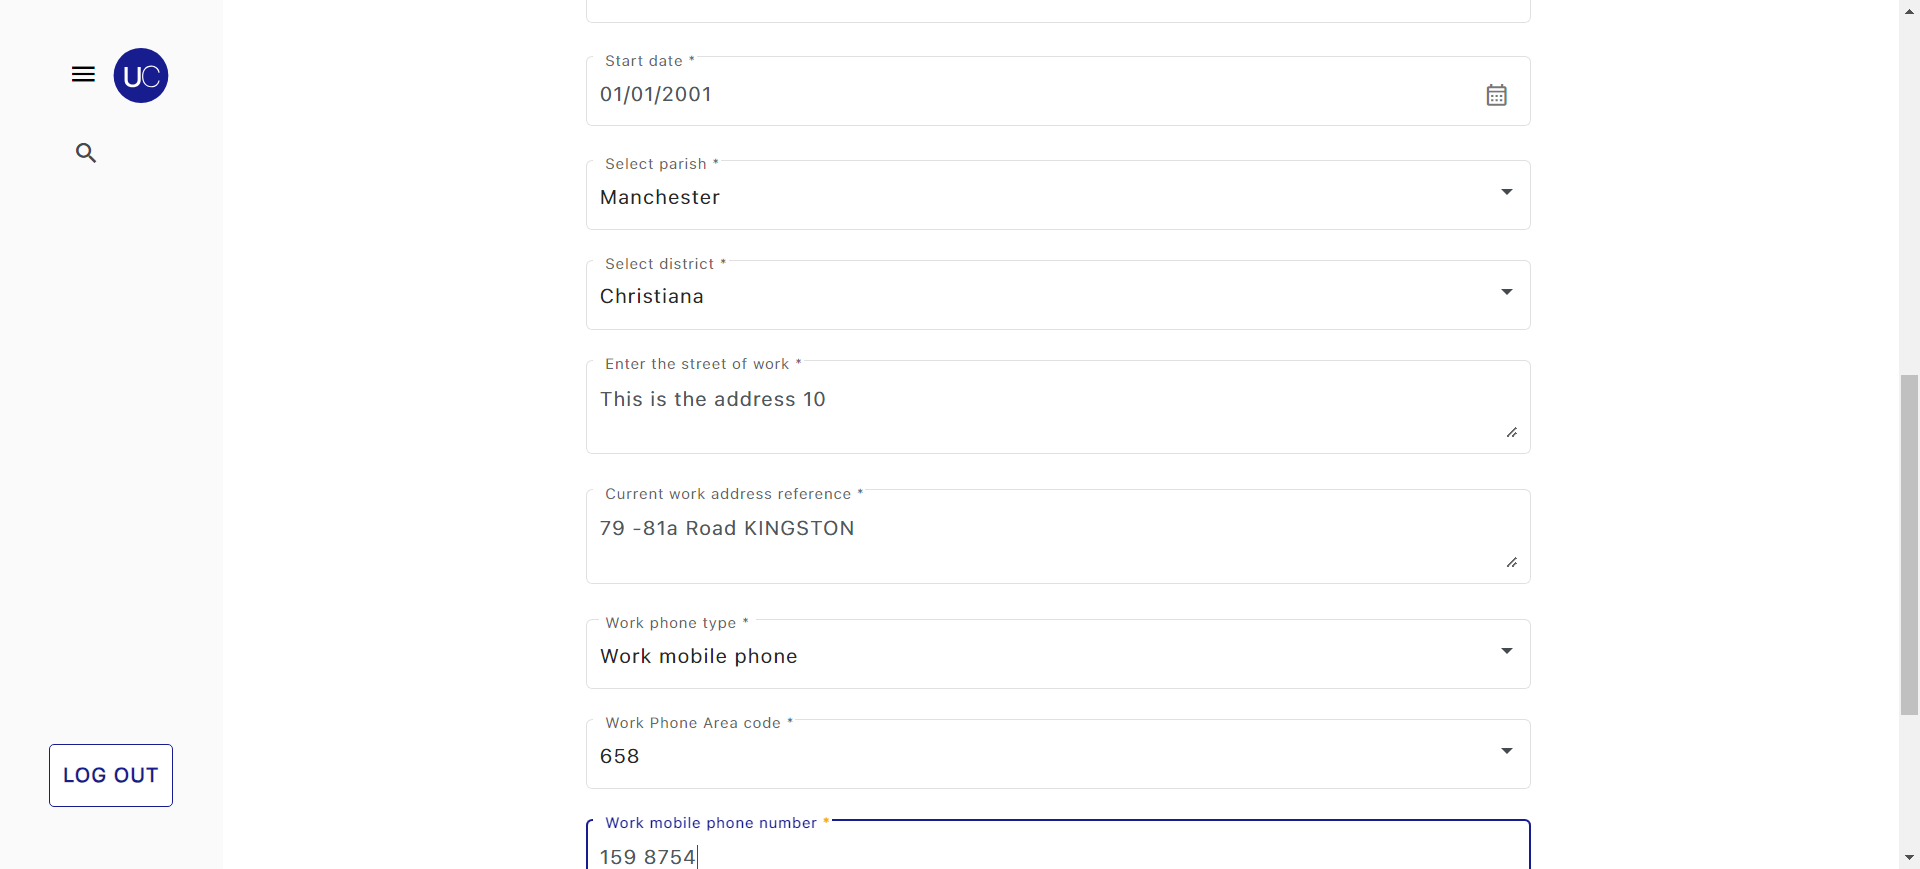 UC
Start date *
01/01/2001
Select parish *
Manchester
Select district *
Christiana
Enter the street of work *
This is the address 10
Current work address reference *
79 -81a Road KINGSTON
Work phone type *
Work mobile phone
Work Phone Area code *
658
LOG OUT
Work mobile phone number *
159 8754